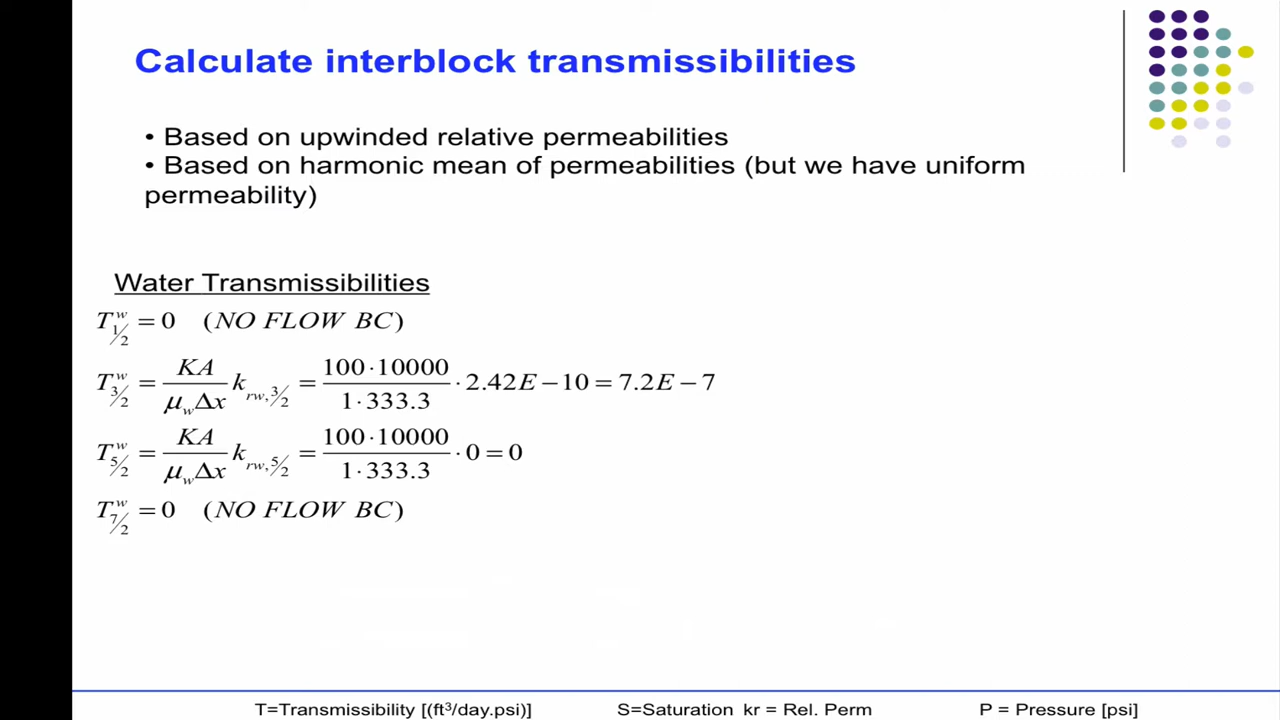 Calculate interblock transmissibilities
• Based on upwinded relative permeabilities
• Based on harmonic mean of permeabilities (but we have uniform
permeability)
Water Transmissibilities
T^w_{1/2} = 0 (NO FLOW BC)
T^w_{3/2} = \frac{KA}{μ_w Δx} k_{rw,3/2} = \frac{100·10000}{1·333.3} · 2.42E − 10 = 7.2E − 7
T^w_{5/2} = \frac{KA}{μ_w Δx} k_{rw,5/2} = \frac{100·10000}{1·333.3} · 0 = 0
T^w_{7/2} = 0 (NO FLOW BC)
T=Transmissibility [(ft³/day.psi)] S=Saturation kr = Rel. Perm P = Pressure [psi]